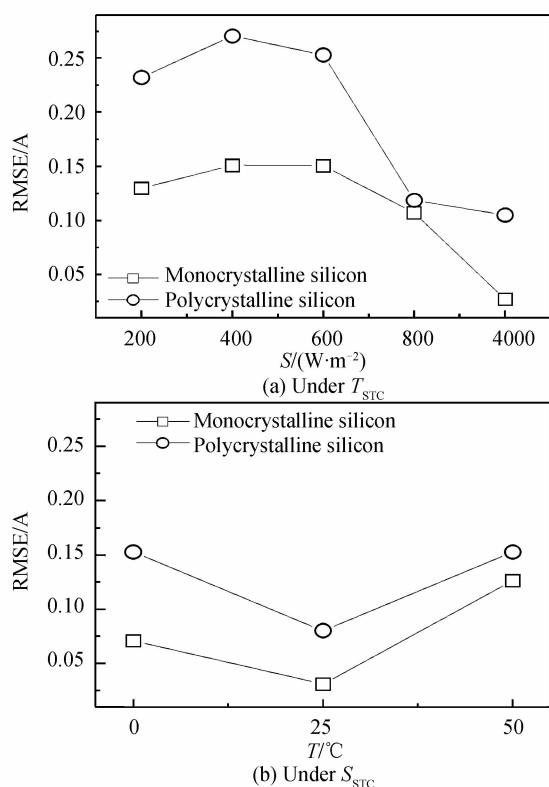 RMSE/A
0.25
0.20
0.15
0.10
0.05
Monocrystalline silicon
Polycrystalline silicon
200 400 600 800 4000
S/(W·m⁻²)
(a) Under T_STC
Monocrystalline silicon
Polycrystalline silicon
RMSE/A
0.25
0.20
0.15
0.10
0.05
0 25 50
T/℃
(b) Under S_STC